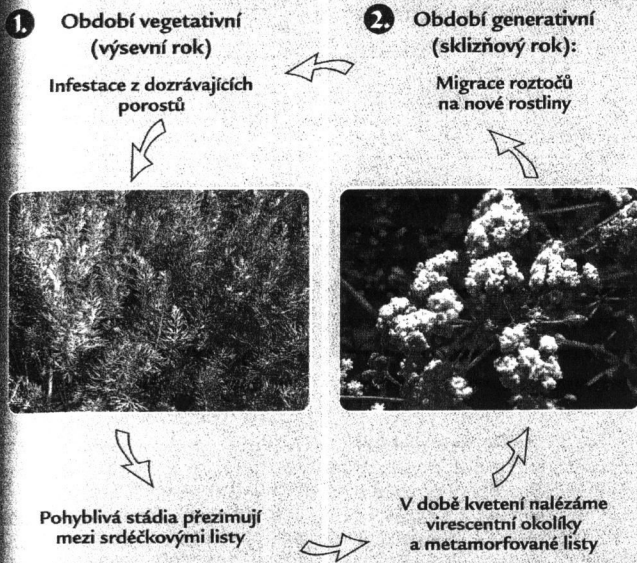 1. Období vegetativní
(výsevní rok)
Infestace z dozrávajících
porostů
Pohyblivá stádia přezimují
mezi srdéčkovými listy
2. Období generativní
(sklizňový rok):
Migrace roztočů
na nové rostliny
V době kvetení nalézáme
virescentní okolíky
a metamorfované listy